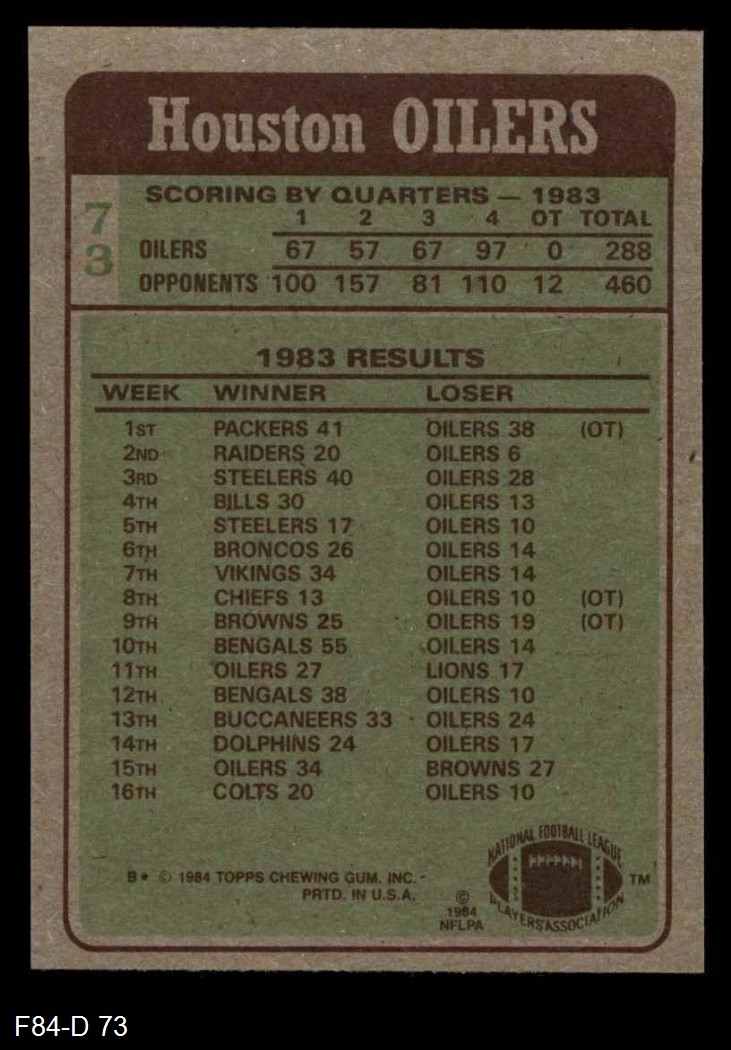 Houston OILERS
73
SCORING BY QUARTERS — 1983
1 2 3 4 OT TOTAL
OILERS 67 57 67 97 0 288
OPPONENTS 100 157 81 110 12 460
1983 RESULTS
WEEK WINNER LOSER
1ST PACKERS 41 OILERS 38 (OT)
2ND RAIDERS 20 OILERS 6
3RD STEELERS 40 OILERS 28
4TH BILLS 30 OILERS 13
5TH STEELERS 17 OILERS 10
6TH BRONCOS 26 OILERS 14
7TH VIKINGS 34 OILERS 14
8TH CHIEFS 13 OILERS 10 (OT)
9TH BROWNS 25 OILERS 19 (OT)
10TH BENGALS 55 OILERS 14
11TH OILERS 27 LIONS 17
12TH BENGALS 38 OILERS 10
13TH BUCCANEERS 33 OILERS 24
14TH DOLPHINS 24 OILERS 17
15TH OILERS 34 BROWNS 27
16TH COLTS 20 OILERS 10
B★ © 1984 TOPPS CHEWING GUM, INC.
PRTD. IN U.S.A.
©
1984
NFLPA
NATIONAL FOOTBALL LEAGUE
PLAYERS ASSOCIATION
TM
F84-D 73